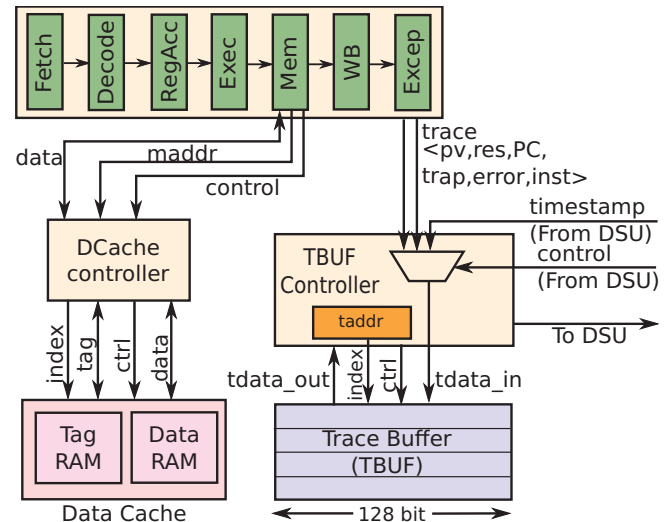 Fetch
Decode
RegAcc
Exec
Mem
WB
Excep
data
maddr
control
trace
<pv,res,PC,
trap,error,inst>
timestamp
(From DSU)
control
(From DSU)
To DSU
DCache
controller
TBUF
Controller
taddr
index
tag
ctrl
data
tdata_out
index
ctrl
tdata_in
Tag
RAM
Data
RAM
Data Cache
Trace Buffer
(TBUF)
128 bit